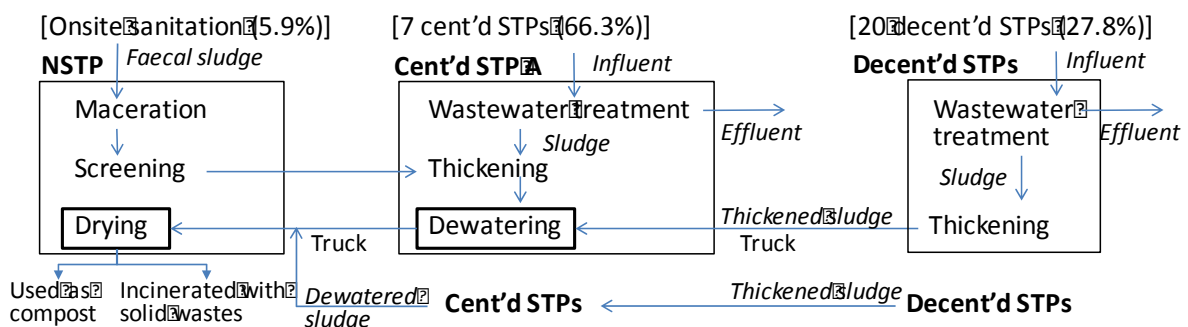 [Onsite sanitation (5.9%)]
[7 cent'd STPs (66.3%)]
[20 decent'd STPs (27.8%)]
NSTP
Faecal sludge
Cent'd STP A
Influent
Decent'd STPs
Influent
Maceration
Wastewater treatment
Effluent
Wastewater
treatment
Effluent
Sludge
Screening
Thickening
Sludge
Drying
Truck
Dewatering
Thickened sludge
Truck
Thickening
Used as
compost
Incinerated with
solid wastes
Dewatered
sludge
Cent'd STPs
Thickened sludge
Decent'd STPs